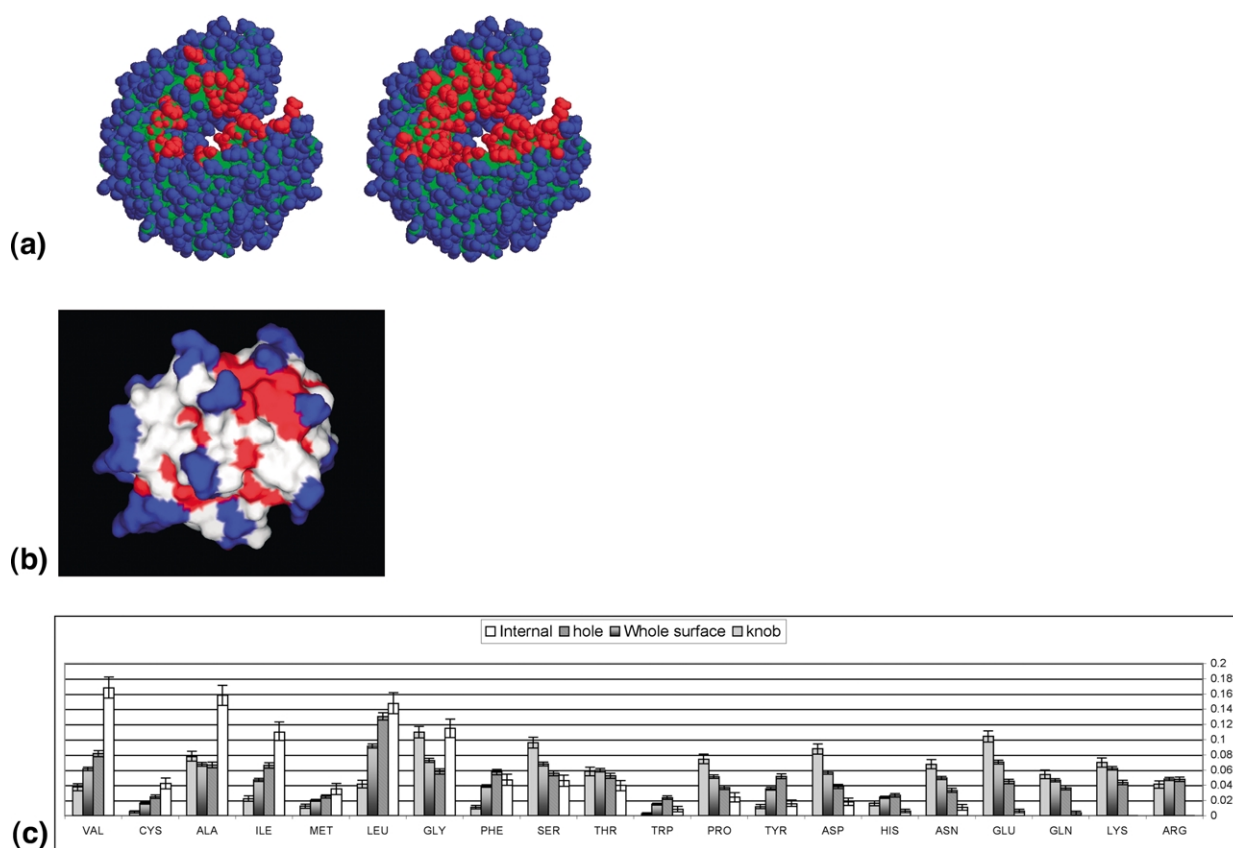 (a)
(b)
Internal hole Whole surface knob
0.2
0.18
0.16
0.14
0.12
0.1
0.08
0.06
0.04
0.02
(c)
VAL CYS ALA ILE MET LEU GLY PHE SER THR TRP PRO TYR ASP HIS ASN GLU GLN LYS ARG